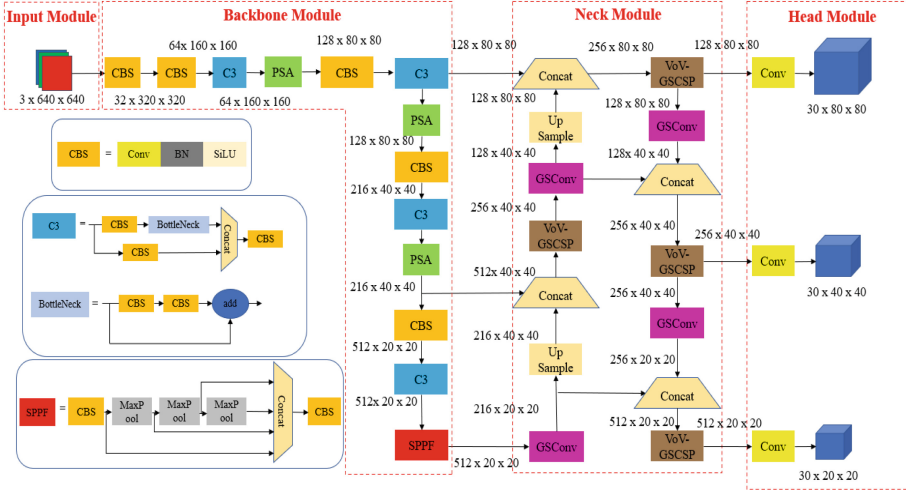 Input Module
Backbone Module
Neck Module
Head Module
3 x 640 x 640
CBS
32 x 320 x 320
CBS
64x 160 x 160
C3
64 x 160 x 160
PSA
128 x 80 x 80
CBS
C3
PSA
128 x 80 x 80
CBS
216 x 40 x 40
C3
PSA
216 x 40 x 40
CBS
512 x 20 x 20
C3
512x 20 x 20
SPPF
512 x 20 x 20
CBS
=
Conv
BN
SiLU
C3
=
CBS
BottleNeck
CBS
Concat
CBS
BottleNeck
=
CBS
CBS
add
SPPF
=
CBS
MaxP
ool
MaxP
ool
MaxP
ool
Concat
CBS
128 x 80 x 80
Concat
128 x 80 x 80
Up
Sample
128 x 40 x 40
GSConv
256 x 40 x 40
VoV-
GSCSP
512x 40 x 40
Concat
216 x 40 x 40
Up
Sample
216 x 20 x 20
GSConv
256 x 80 x 80
VoV-
GSCSP
128 x 80 x 80
GSConv
128x 40 x 40
Concat
256 x 40 x 40
VoV-
GSCSP
256 x 40 x 40
GSConv
256 x 20 x 20
Concat
512 x 20 x 20
VoV-
GSCSP
128 x 80 x 80
Conv
30 x 80 x 80
256 x 40 x 40
Conv
30 x 40 x 40
512 x 20 x 20
Conv
30 x 20 x 20